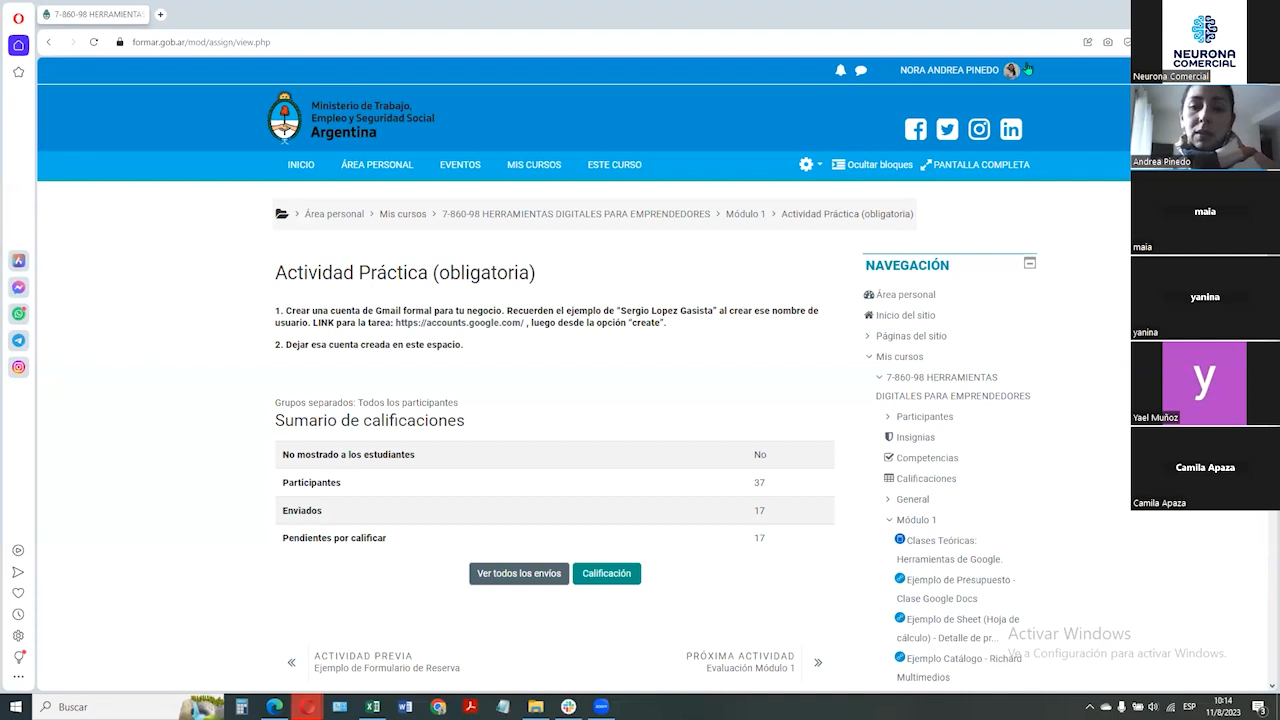 7-860-98 HERRAMIENTAS
formar.gob.ar/mod/assign/view.php
NORA ANDREA PINEDO
Ministerio de Trabajo,
Empleo y Seguridad Social
Argentina
INICIO
ÁREA PERSONAL
EVENTOS
MIS CURSOS
ESTE CURSO
Ocultar bloques
PANTALLA COMPLETA
Área personal
Mis cursos
7-860-98 HERRAMIENTAS DIGITALES PARA EMPRENDEDORES
Módulo 1
Actividad Práctica (obligatoria)
Actividad Práctica (obligatoria)
1. Crear una cuenta de Gmail formal para tu negocio. Recuerden el ejemplo de “Sergio Lopez Gasista” al crear ese nombre de
usuario. LINK para la tarea: https://accounts.google.com/ , luego desde la opción “create”.
2. Dejar esa cuenta creada en este espacio.
Grupos separados: Todos los participantes
Sumario de calificaciones
No mostrado a los estudiantes No
Participantes 37
Enviados 17
Pendientes por calificar 17
Ver todos los envíos
Calificación
ACTIVIDAD PREVIA
Ejemplo de Formulario de Reserva
PRÓXIMA ACTIVIDAD
Evaluación Módulo 1
NAVEGACIÓN
Área personal
Inicio del sitio
Páginas del sitio
Mis cursos
7-860-98 HERRAMIENTAS
DIGITALES PARA EMPRENDEDORES
Participantes
Insignias
Competencias
Calificaciones
General
Módulo 1
Clases Teóricas:
Herramientas de Google.
Ejemplo de Presupuesto -
Clase Google Docs
Ejemplo de Sheet (Hoja de
cálculo) - Detalle de pr...
Ejemplo Catálogo - Richard
Multimedios
Activar Windows
Ve a Configuración para activar Windows.
NEURONA
COMERCIAL
Neurona Comercial
Andrea Pinedo
maia
maia
yanina
yanina
y
Yael Muñoz
Camila Apaza
Camila Apaza
Buscar
zoom
10:14
11/8/2023
3